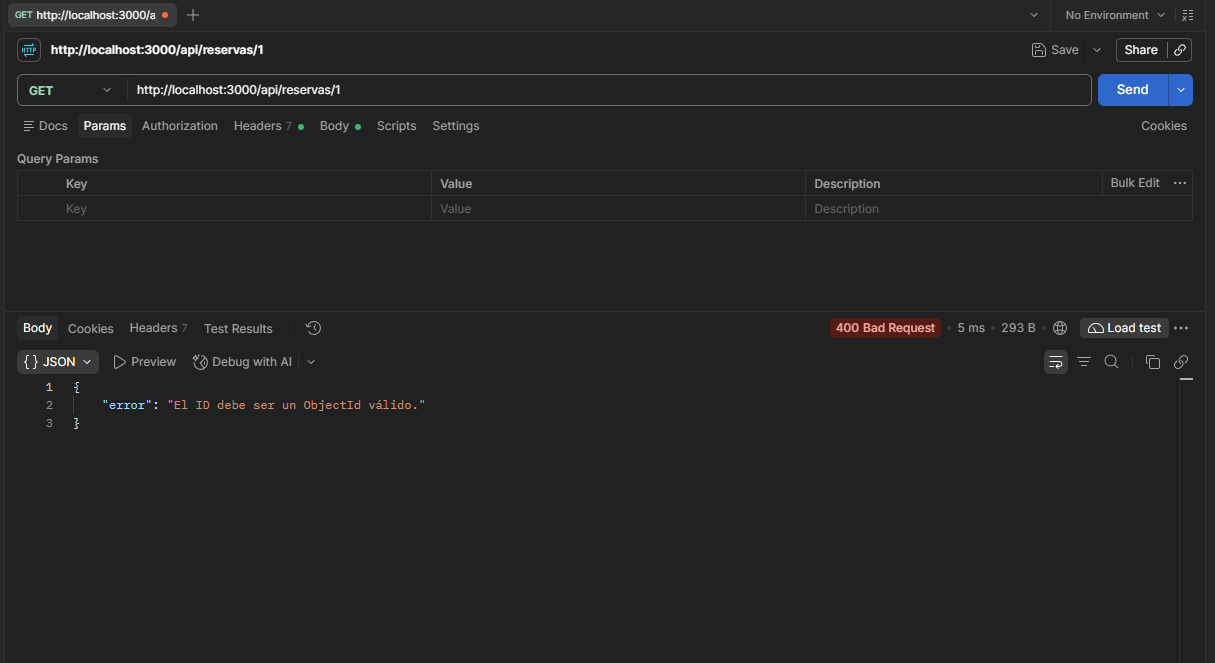 GET http://localhost:3000/a
No Environment
HTTP http://localhost:3000/api/reservas/1
Save
Share
GET http://localhost:3000/api/reservas/1
Send
Docs Params Authorization Headers 7 Body Scripts Settings Cookies
Query Params
Key Value Description Bulk Edit
Key Value Description
Body Cookies Headers 7 Test Results
400 Bad Request 5 ms 293 B Load test
{} JSON Preview Debug with AI
1 {
2 "error": "El ID debe ser un ObjectId válido."
3 }